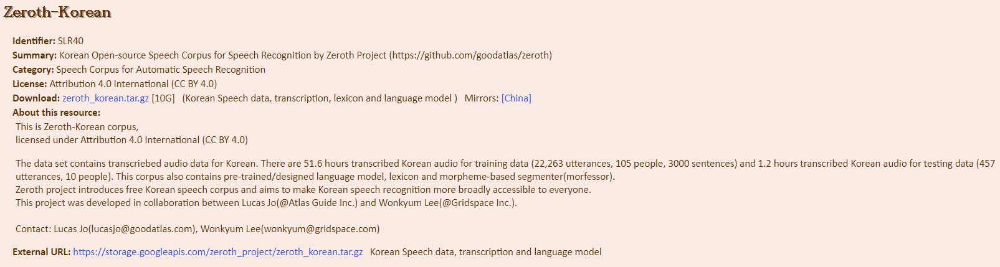 Zeroth-Korean
Identifier: SLR40
Summary: Korean Open-source Speech Corpus for Speech Recognition by Zeroth Project (https://github.com/goodatlas/zeroth)
Category: Speech Corpus for Automatic Speech Recognition
License: Attribution 4.0 International (CC BY 4.0)
Download: zeroth_korean.tar.gz [10G] (Korean Speech data, transcription, lexicon and language model ) Mirrors: [China]
About this resource:
This is Zeroth-Korean corpus,
licensed under Attribution 4.0 International (CC BY 4.0)
The data set contains transcriebed audio data for Korean. There are 51.6 hours transcribed Korean audio for training data (22,263 utterances, 105 people, 3000 sentences) and 1.2 hours transcribed Korean audio for testing data (457
utterances, 10 people). This corpus also contains pre-trained/designed language model, lexicon and morpheme-based segmenter(morfessor).
Zeroth project introduces free Korean speech corpus and aims to make Korean speech recognition more broadly accessible to everyone.
This project was developed in collaboration between Lucas Jo(@Atlas Guide Inc.) and Wonkyum Lee(@Gridspace Inc.).
Contact: Lucas Jo(lucasjo@goodatlas.com), Wonkyum Lee(wonkyum@gridspace.com)
External URL: https://storage.googleapis.com/zeroth_project/zeroth_korean.tar.gz Korean Speech data, transcription and language model